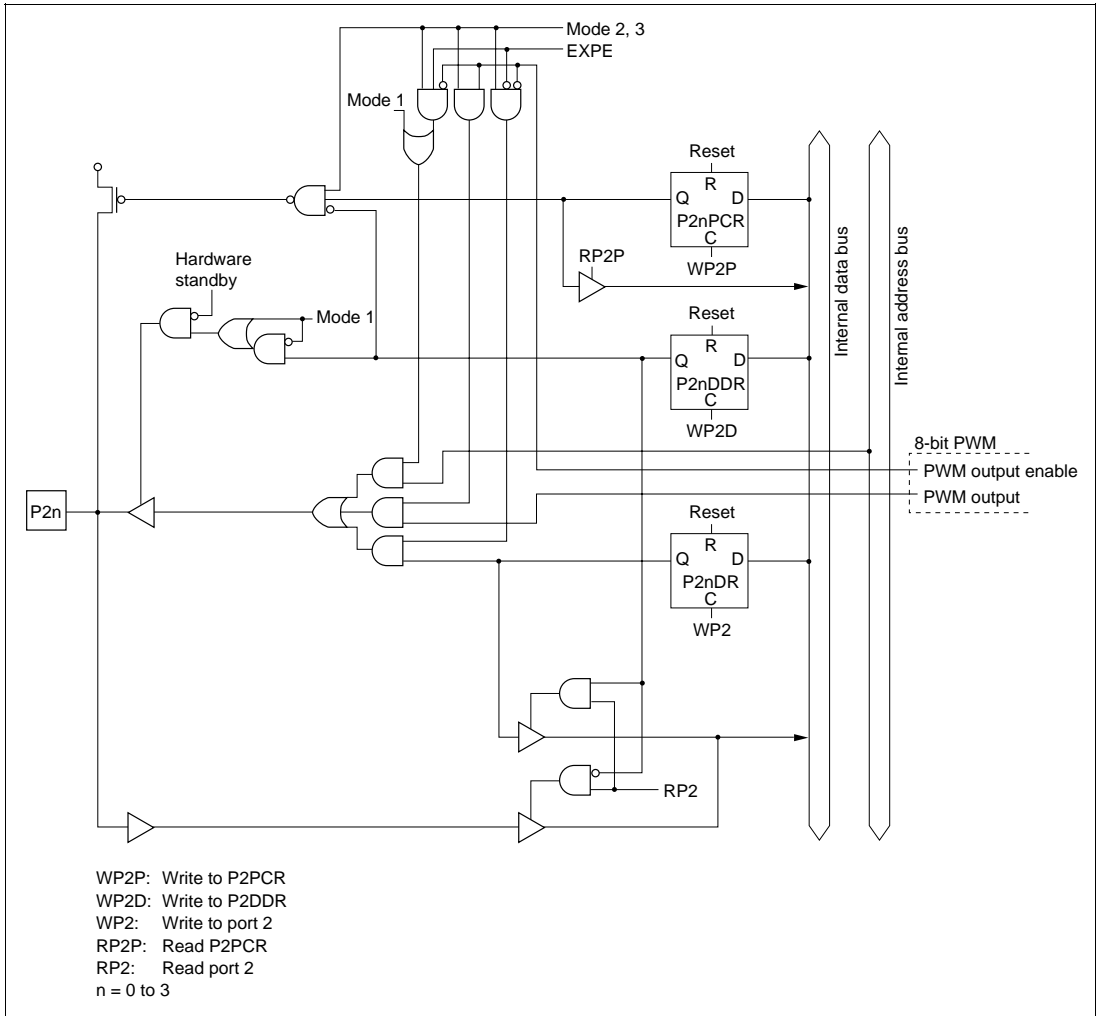 Mode 2, 3
EXPE
Mode 1
Reset
R
Q D
P2nPCR
C
WP2P
RP2P
Hardware
standby
Mode 1
Reset
R
Q D
P2nDDR
C
WP2D
Internal data bus
Internal address bus
8-bit PWM
PWM output enable
PWM output
P2n
Reset
R
Q D
P2nDR
C
WP2
RP2
WP2P: Write to P2PCR
WP2D: Write to P2DDR
WP2: Write to port 2
RP2P: Read P2PCR
RP2: Read port 2
n = 0 to 3